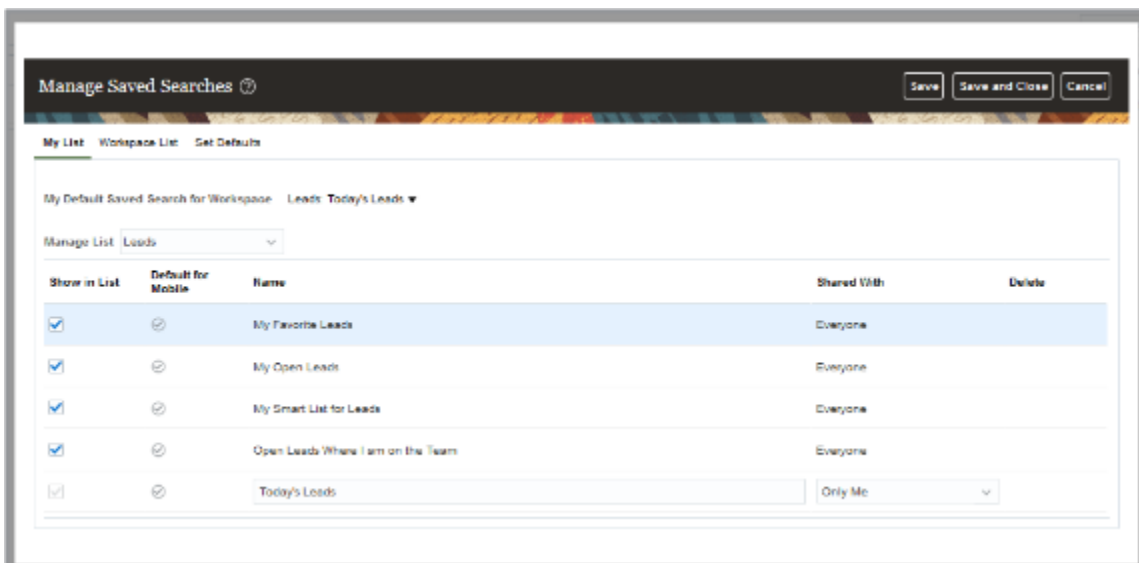 Manage Saved Searches ?
Save Save and Close Cancel
My List Workspace List Set Defaults
My Default Saved Search for Workspace Leads: Today's Leads
Manage List Leads
Show in List Default for Mobile Name Shared With Delete
My Favorite Leads Everyone
My Open Leads Everyone
My Smart List for Leads Everyone
Open Leads Where I am on the Team Everyone
Today's Leads Only Me